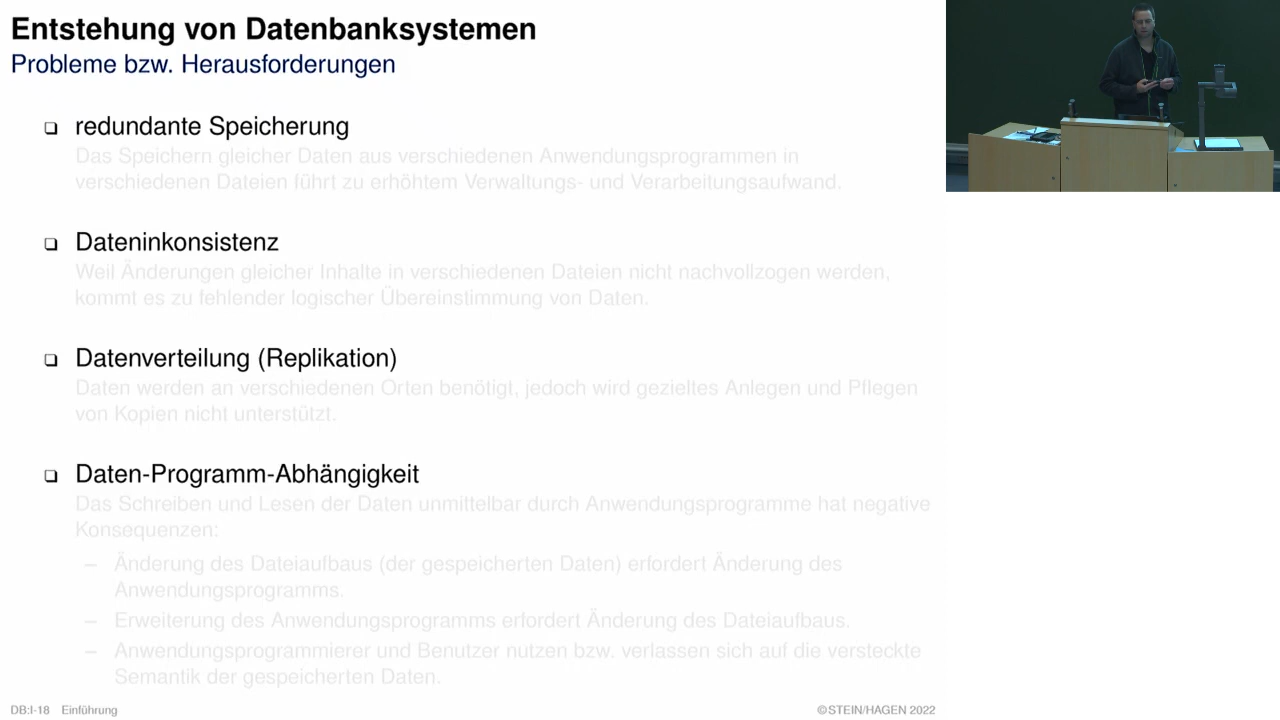 Entstehung von Datenbanksystemen
Probleme bzw. Herausforderungen
❑ redundante Speicherung
Das Speichern gleicher Daten aus verschiedenen Anwendungsprogrammen in
verschiedenen Dateien führt zu erhöhtem Verwaltungs- und Verarbeitungsaufwand.
❑ Dateninkonsistenz
Weil Änderungen gleicher Inhalte in verschiedenen Dateien nicht nachvollzogen werden,
kommt es zu fehlender logischer Übereinstimmung von Daten.
❑ Datenverteilung (Replikation)
Daten werden an verschiedenen Orten benötigt, jedoch wird gezieltes Anlegen und Pflegen
von Kopien nicht unterstützt.
❑ Daten-Programm-Abhängigkeit
Das Schreiben und Lesen der Daten unmittelbar durch Anwendungsprogramme hat negative
Konsequenzen:
– Änderung des Dateiaufbaus (der gespeicherten Daten) erfordert Änderung des
Anwendungsprogramms.
– Erweiterung des Anwendungsprogramms erfordert Änderung des Dateiaufbaus.
– Anwendungsprogrammierer und Benutzer nutzen bzw. verlassen sich auf die versteckte
Semantik der gespeicherten Daten.
DB:I-18 Einführung ©STEIN/HAGEN 2022